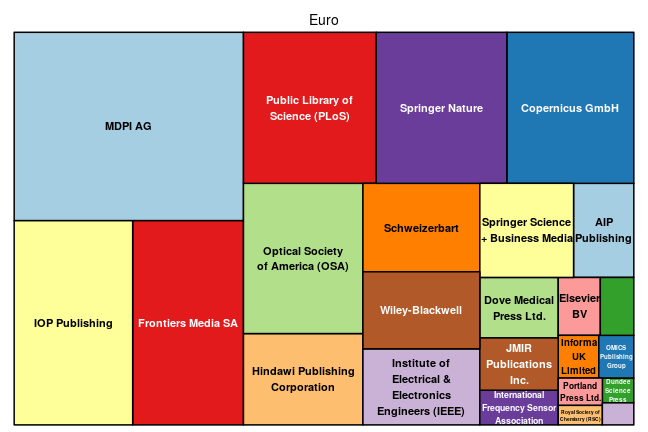 Euro
MDPI AG
Public Library of
Science (PLoS)
Springer Nature
Copernicus GmbH
IOP Publishing
Frontiers Media SA
Optical Society
of America (OSA)
Hindawi Publishing
Corporation
Schweizerbart
Wiley-Blackwell
Institute of
Electrical &
Electronics
Engineers (IEEE)
Springer Science
+ Business Media
AIP
Publishing
Dove Medical
Press Ltd.
JMIR
Publications
Inc.
International
Frequency Sensor
Association
Elsevier
BV
Informa
UK
Limited
OMICS
Publishing
Group
Portland
Press Ltd.
Dundee
Science
Press
Royal Society of
Chemistry (RSC)